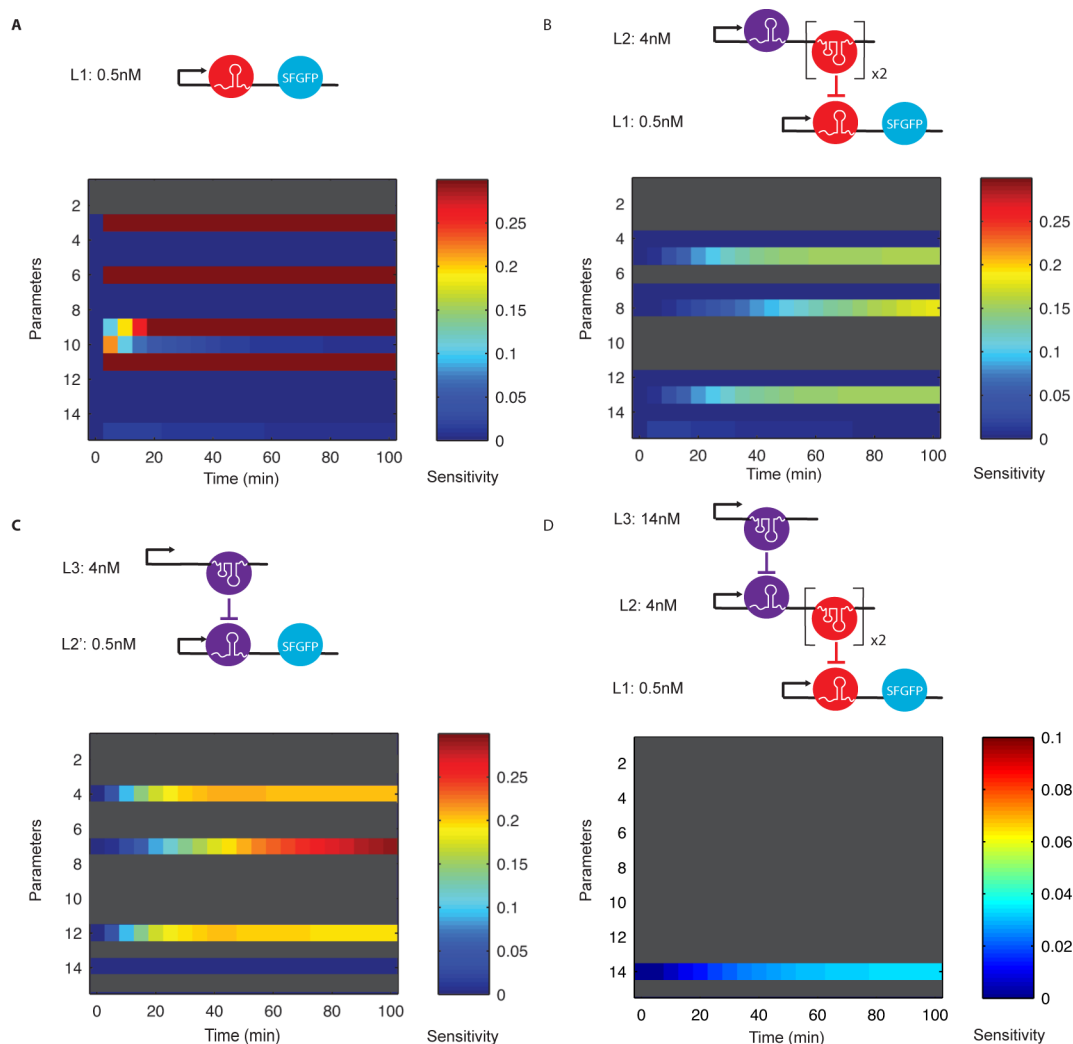 A
L1: 0.5nM
SFGFP
2
4
6
8
10
12
14
Parameters
0 20 40 60 80 100
Time (min)
0.25
0.2
0.15
0.1
0.05
0
Sensitivity
B
L2: 4nM
x2
L1: 0.5nM
SFGFP
2
4
6
8
10
12
14
Parameters
0 20 40 60 80 100
Time (min)
0.25
0.2
0.15
0.1
0.05
0
Sensitivity
C
L3: 4nM
L2': 0.5nM
SFGFP
2
4
6
8
10
12
14
Parameters
0 20 40 60 80 100
Time (min)
0.25
0.2
0.15
0.1
0.05
0
Sensitivity
D
L3: 14nM
L2: 4nM
x2
L1: 0.5nM
SFGFP
2
4
6
8
10
12
14
Parameters
0 20 40 60 80 100
Time (min)
0.1
0.08
0.06
0.04
0.02
0
Sensitivity